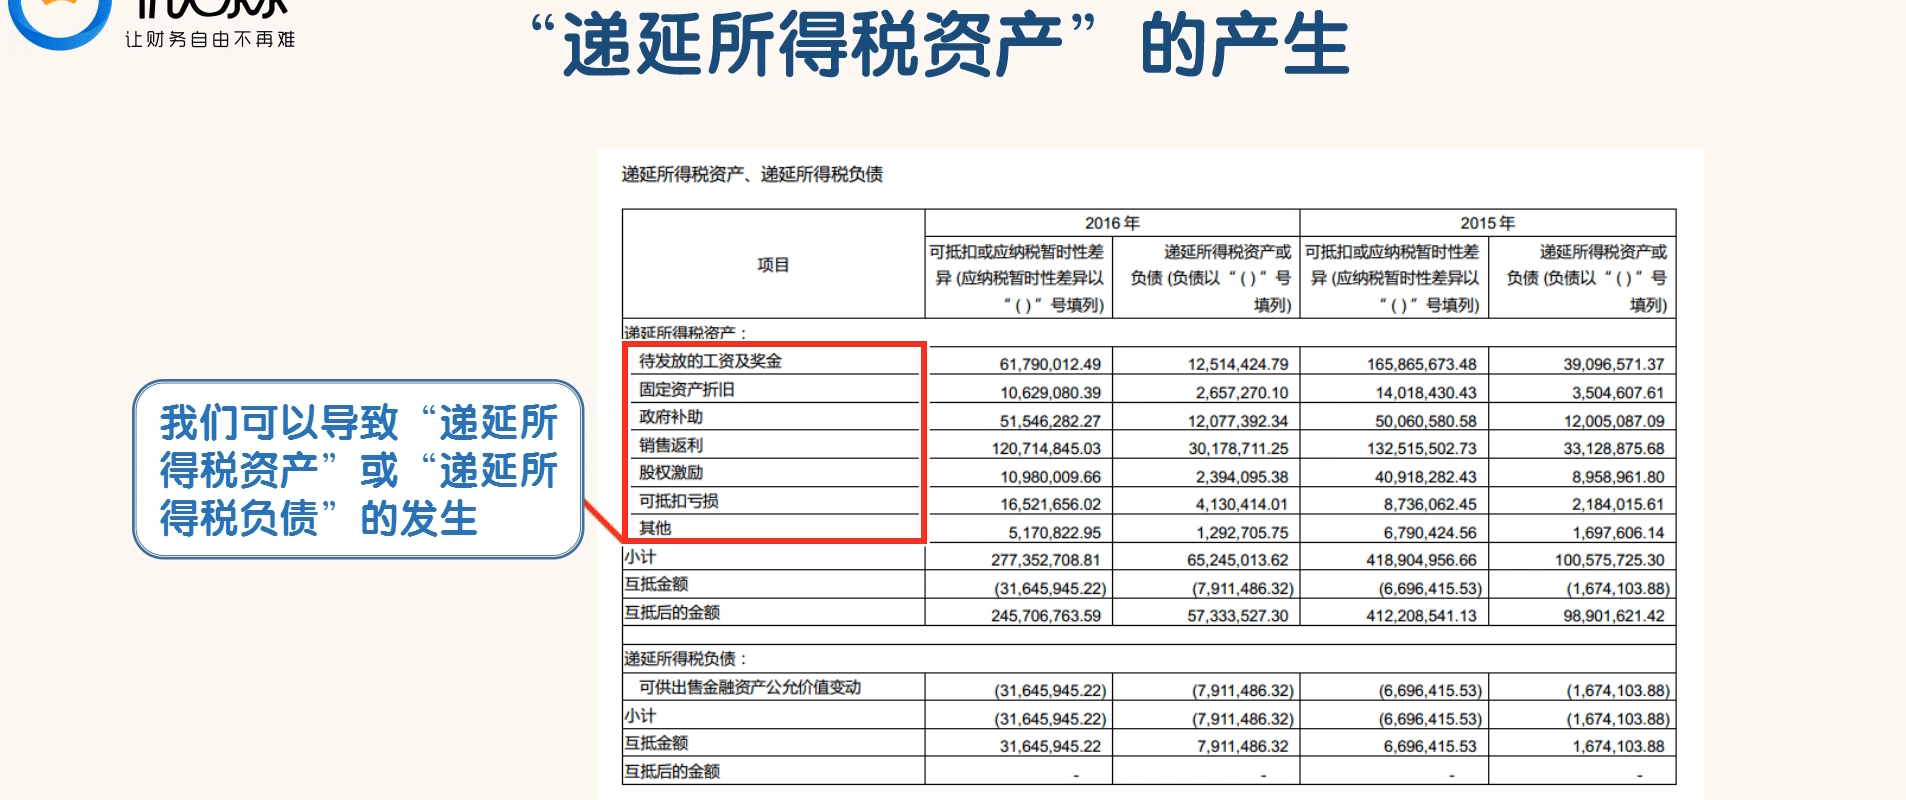 让财务自由不再难
“递延所得税资产”的产生
递延所得税资产、递延所得税负债
项目 2016 年 2015 年
可抵扣或应纳税暂时性差异 (应纳税暂时性差异以“ ( ) ”号填列) 递延所得税资产或负债 (负债以“ ( ) ”号填列) 可抵扣或应纳税暂时性差异 (应纳税暂时性差异以“ ( ) ”号填列) 递延所得税资产或负债 (负债以“ ( ) ”号填列)
递延所得税资产：
待发放的工资及奖金 61,790,012.49 12,514,424.79 165,865,673.48 39,096,571.37
固定资产折旧 10,629,080.39 2,657,270.10 14,018,430.43 3,504,607.61
政府补助 51,546,282.27 12,077,392.34 50,060,580.58 12,005,087.09
销售返利 120,714,845.03 30,178,711.25 132,515,502.73 33,128,875.68
股权激励 10,980,009.66 2,394,095.38 40,918,282.43 8,958,961.80
可抵扣亏损 16,521,656.02 4,130,414.01 8,736,062.45 2,184,015.61
其他 5,170,822.95 1,292,705.75 6,790,424.56 1,697,606.14
小计 277,352,708.81 65,245,013.62 418,904,956.66 100,575,725.30
互抵金额 (31,645,945.22) (7,911,486.32) (6,696,415.53) (1,674,103.88)
互抵后的金额 245,706,763.59 57,333,527.30 412,208,541.13 98,901,621.42
递延所得税负债：
可供出售金融资产公允价值变动 (31,645,945.22) (7,911,486.32) (6,696,415.53) (1,674,103.88)
小计 (31,645,945.22) (7,911,486.32) (6,696,415.53) (1,674,103.88)
互抵金额 31,645,945.22 7,911,486.32 6,696,415.53 1,674,103.88
互抵后的金额 - - - -
我们可以导致“递延所
得税资产”或“递延所
得税负债”的发生